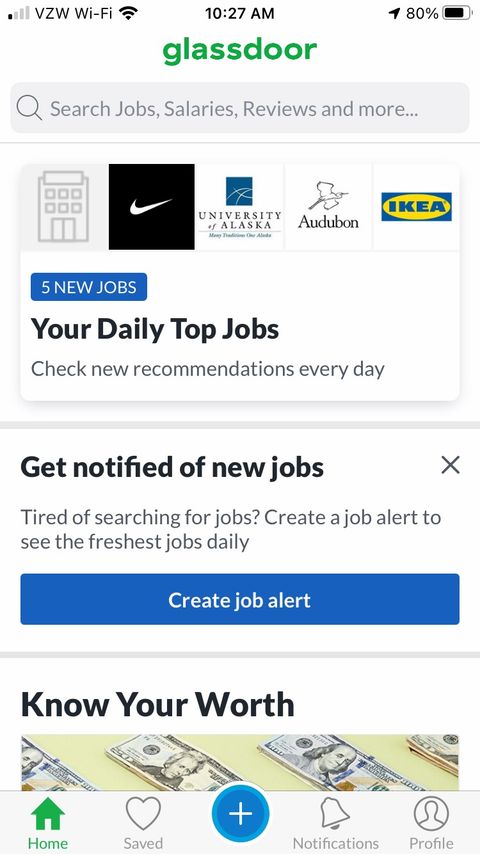 VZW Wi-Fi 10:27 AM 80%
glassdoor
Search Jobs, Salaries, Reviews and more...
UNIVERSITY
of ALASKA
Many Traditions One Alaska
Audubon
IKEA
5 NEW JOBS
Your Daily Top Jobs
Check new recommendations every day
Get notified of new jobs
Tired of searching for jobs? Create a job alert to
see the freshest jobs daily
Create job alert
Know Your Worth
Home Saved Notifications Profile